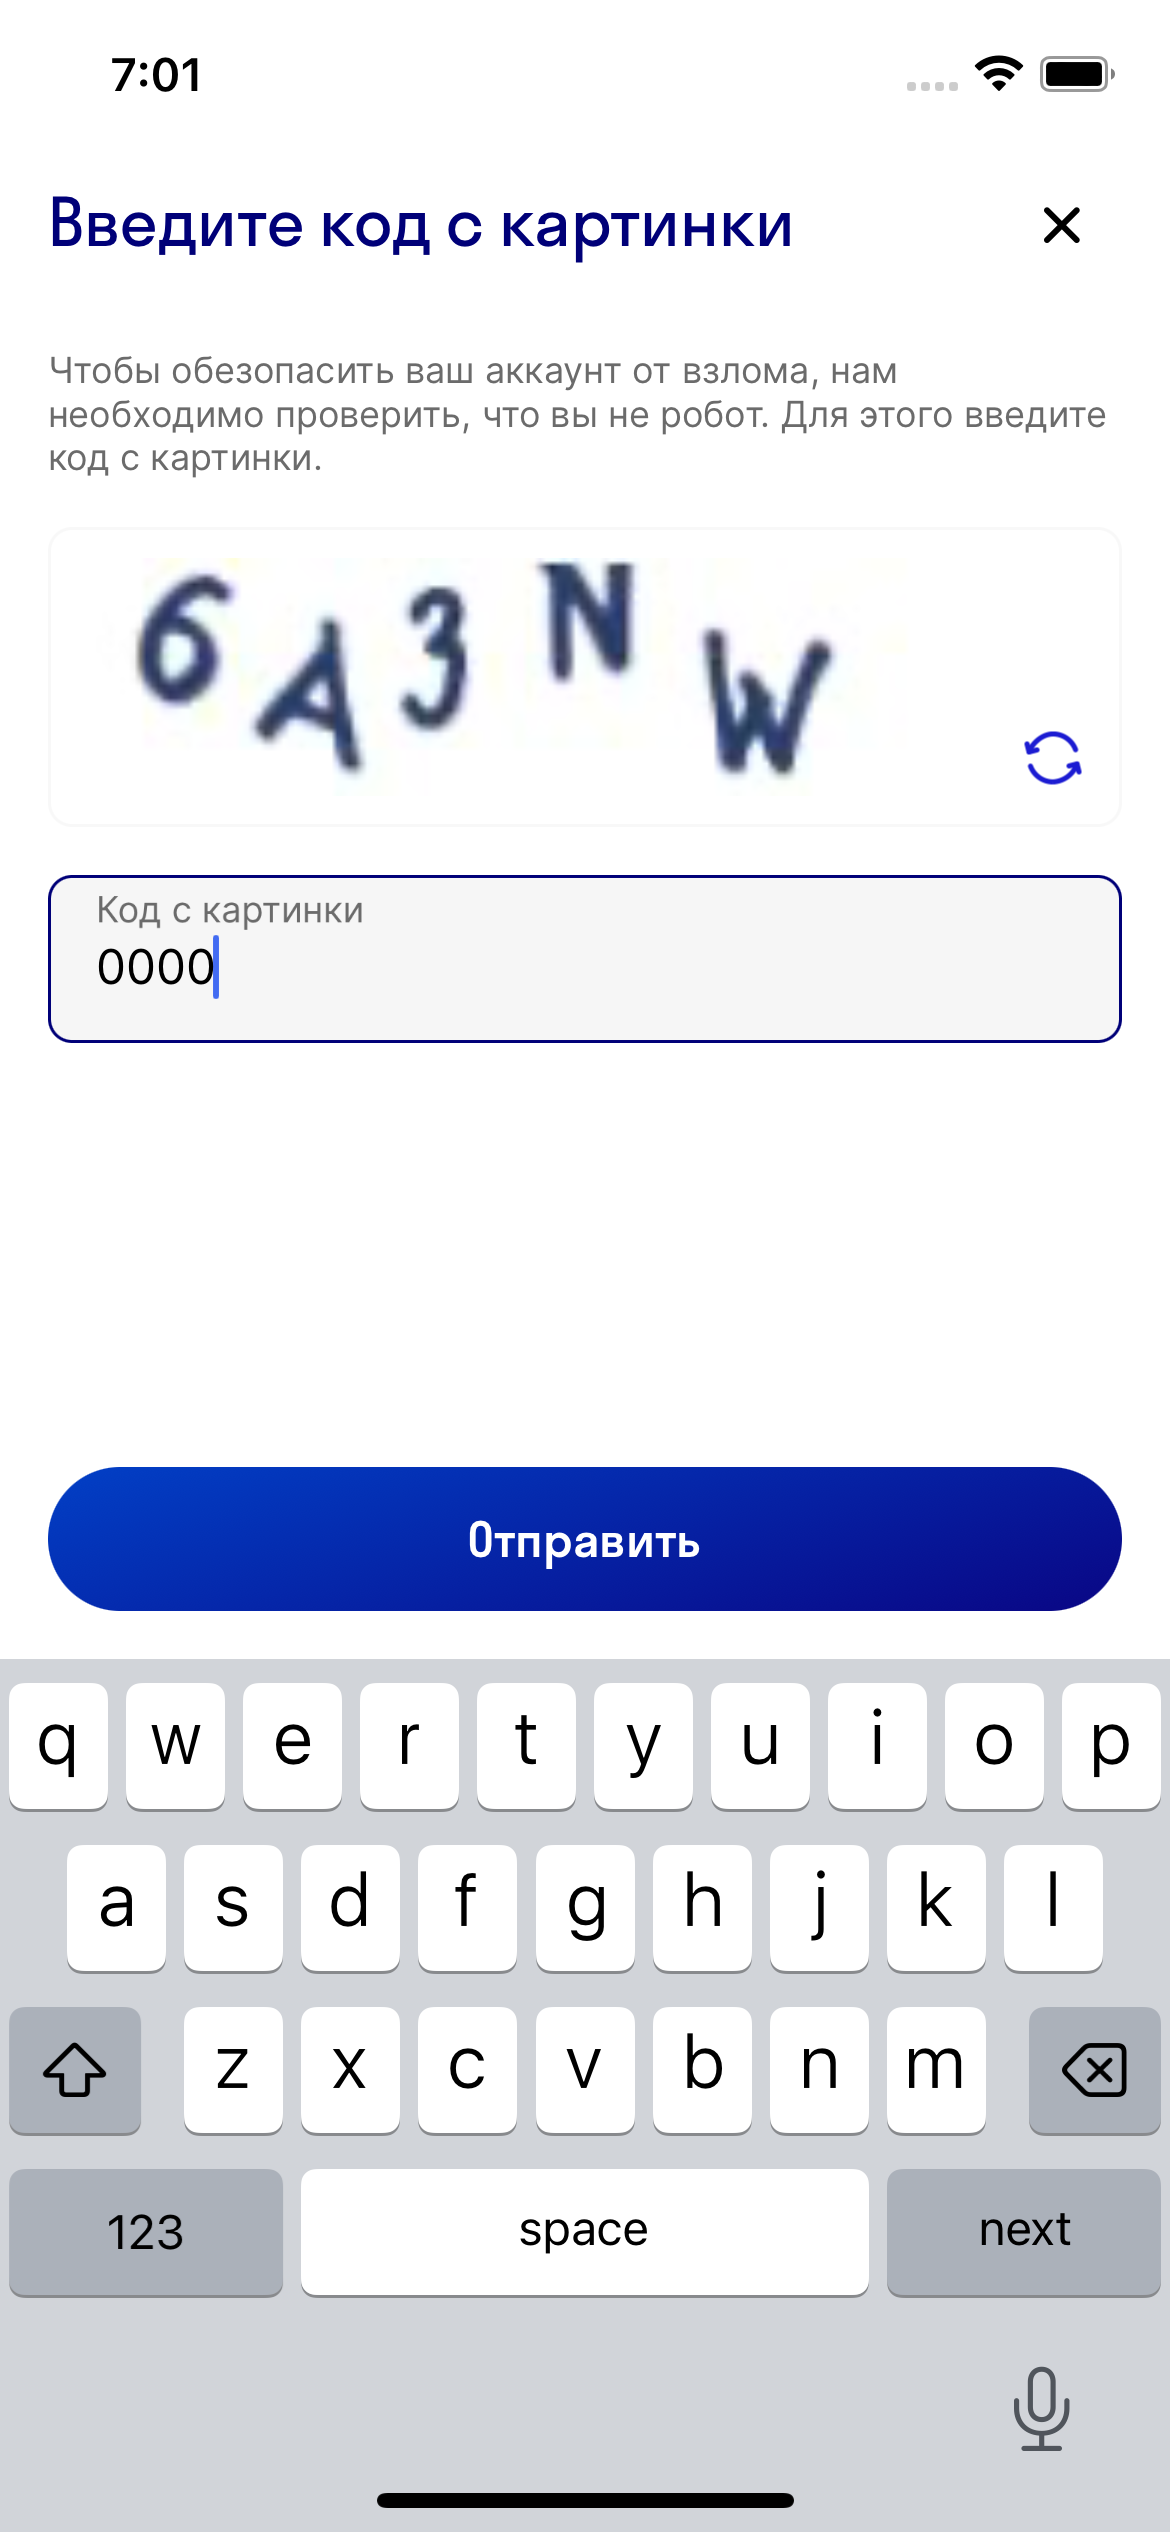 7:01
Введите код с картинки
Чтобы обезопасить ваш аккаунт от взлома, нам
необходимо проверить, что вы не робот. Для этого введите
код с картинки.
6A3NW
Код с картинки
0000
Отправить
q w e r t y u i o p
a s d f g h j k l
z x c v b n m
123 space next